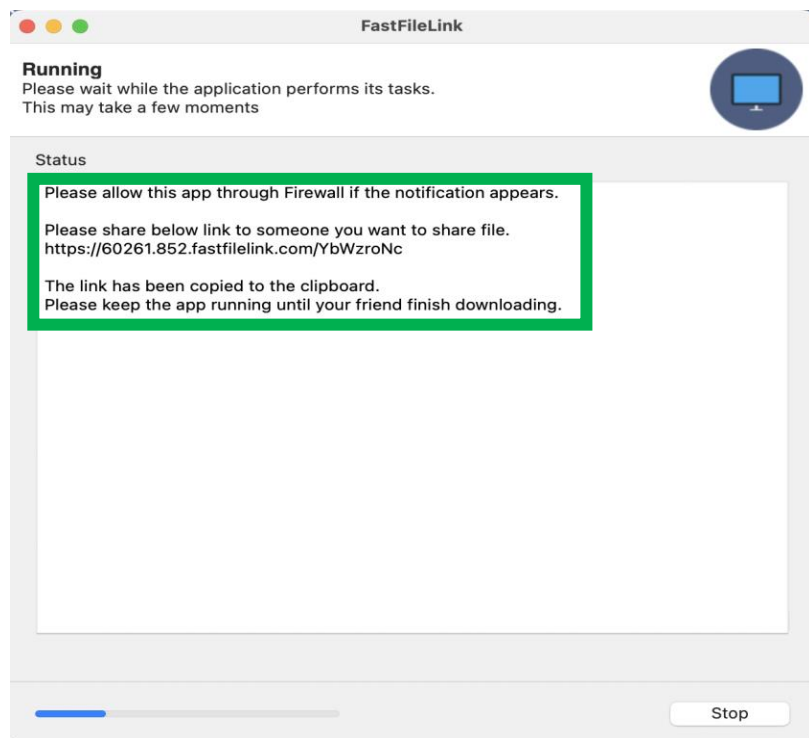 FastFileLink
Running
Please wait while the application performs its tasks.
This may take a few moments
Status
Please allow this app through Firewall if the notification appears.
Please share below link to someone you want to share file.
https://60261.852.fastfilelink.com/YbWzroNc
The link has been copied to the clipboard.
Please keep the app running until your friend finish downloading.
Stop